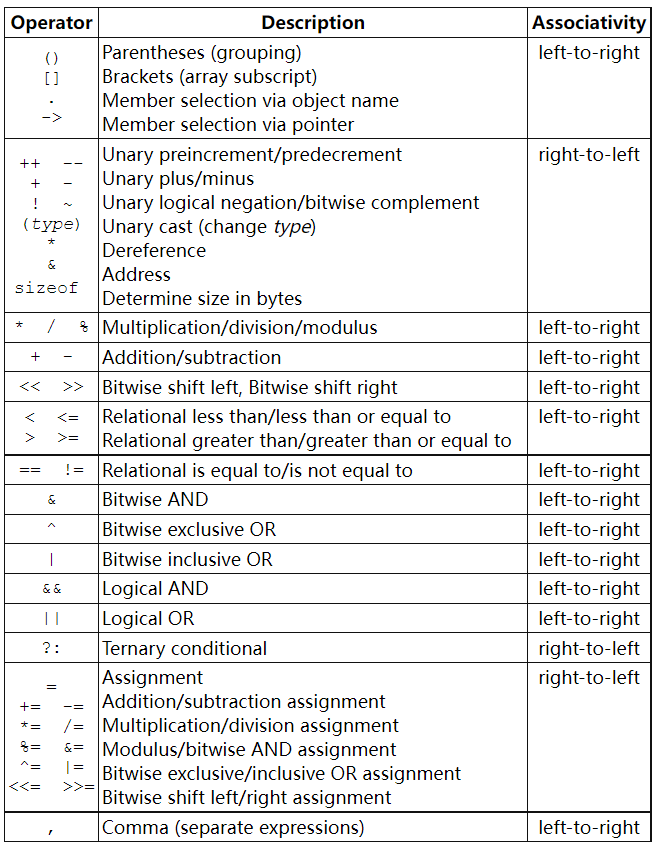 Operator Description Associativity
() Parentheses (grouping) left-to-right
[] Brackets (array subscript)
. Member selection via object name
-> Member selection via pointer
++ -- Unary preincrement/predecrement right-to-left
+ - Unary plus/minus
! ~ Unary logical negation/bitwise complement
(type) Unary cast (change type)
* Dereference
& Address
sizeof Determine size in bytes
* / % Multiplication/division/modulus left-to-right
+ - Addition/subtraction left-to-right
<< >> Bitwise shift left, Bitwise shift right left-to-right
< <= Relational less than/less than or equal to left-to-right
> >= Relational greater than/greater than or equal to
== != Relational is equal to/is not equal to left-to-right
& Bitwise AND left-to-right
^ Bitwise exclusive OR left-to-right
| Bitwise inclusive OR left-to-right
&& Logical AND left-to-right
|| Logical OR left-to-right
?: Ternary conditional right-to-left
= Assignment right-to-left
+= -= Addition/subtraction assignment
*= /= Multiplication/division assignment
%= &= Modulus/bitwise AND assignment
^= |= Bitwise exclusive/inclusive OR assignment
<<= >>= Bitwise shift left/right assignment
, Comma (separate expressions) left-to-right